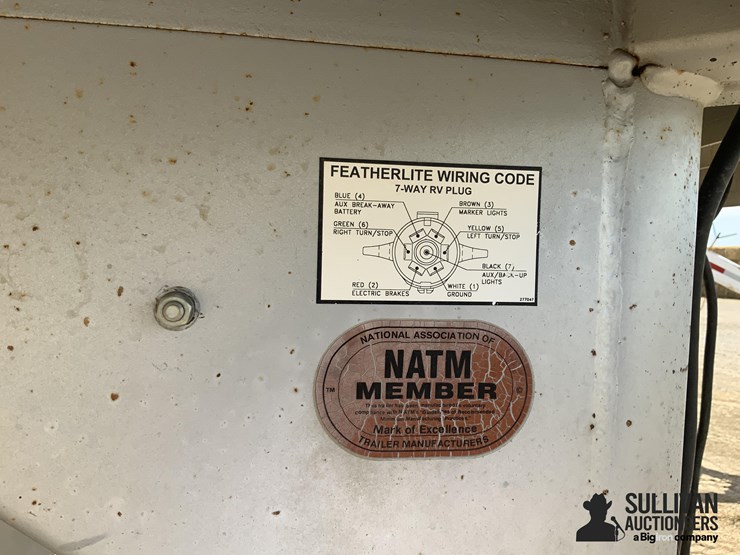 FEATHERLITE WIRING CODE
7-WAY RV PLUG
BLUE (4)
AUX BREAK-AWAY
BATTERY
BROWN (3)
MARKER LIGHTS
GREEN (6)
RIGHT TURN/STOP
YELLOW (5)
LEFT TURN/STOP
BLACK (7)
AUX/BACK-UP
LIGHTS
RED (2)
ELECTRIC BRAKES
WHITE (1)
GROUND
277047
NATIONAL ASSOCIATION OF
NATM
TM
MEMBER
Mark of Excellence
TRAILER MANUFACTURERS
SULLIVAN
AUCTIONEERS
a BigIron company